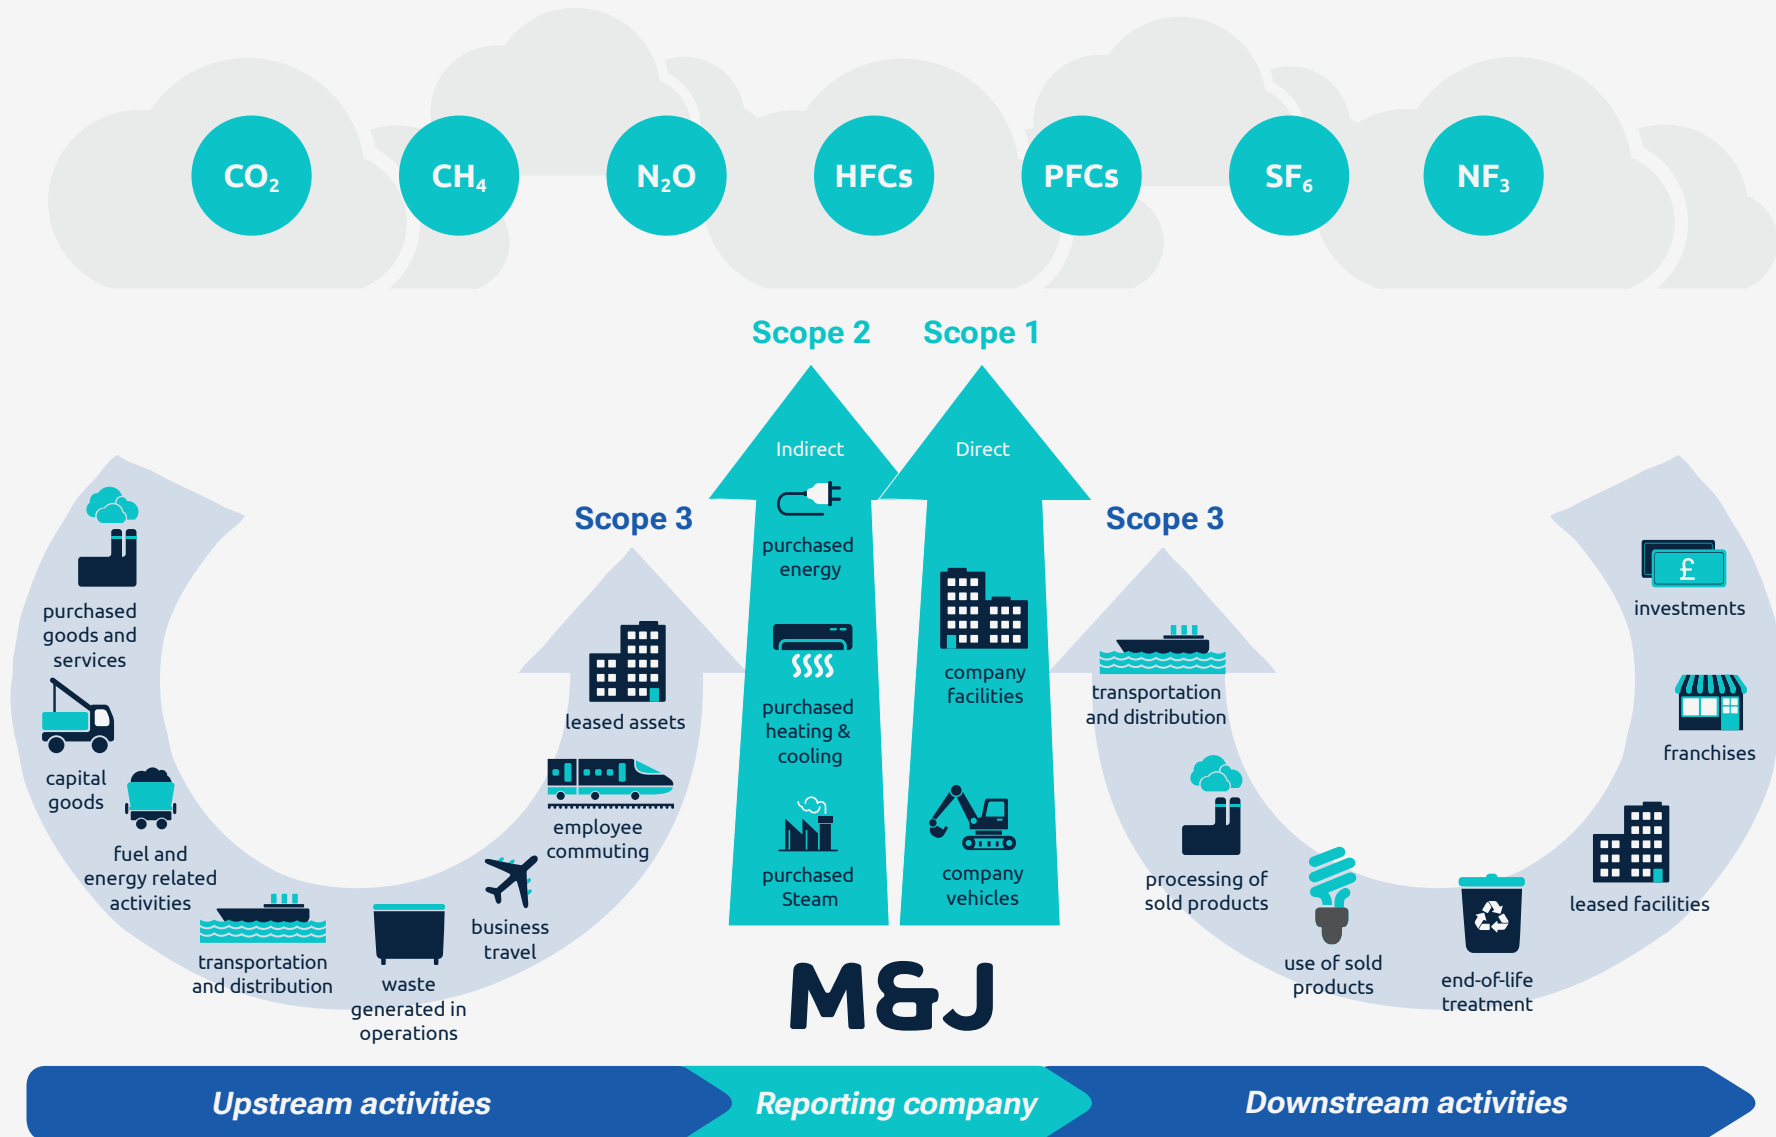 CO₂
CH₄
N₂O
HFCs
PFCs
SF₆
NF₃
Scope 2
Scope 1
Indirect
Direct
Scope 3
Scope 3
purchased
goods and
services
capital
goods
fuel and
energy related
activities
transportation
and distribution
waste
generated in
operations
business
travel
employee
commuting
leased assets
purchased
energy
purchased
heating &
cooling
purchased
Steam
company
facilities
company
vehicles
transportation
and distribution
processing of
sold products
use of sold
products
end-of-life
treatment
leased facilities
franchises
£
investments
M&J
Upstream activities
Reporting company
Downstream activities